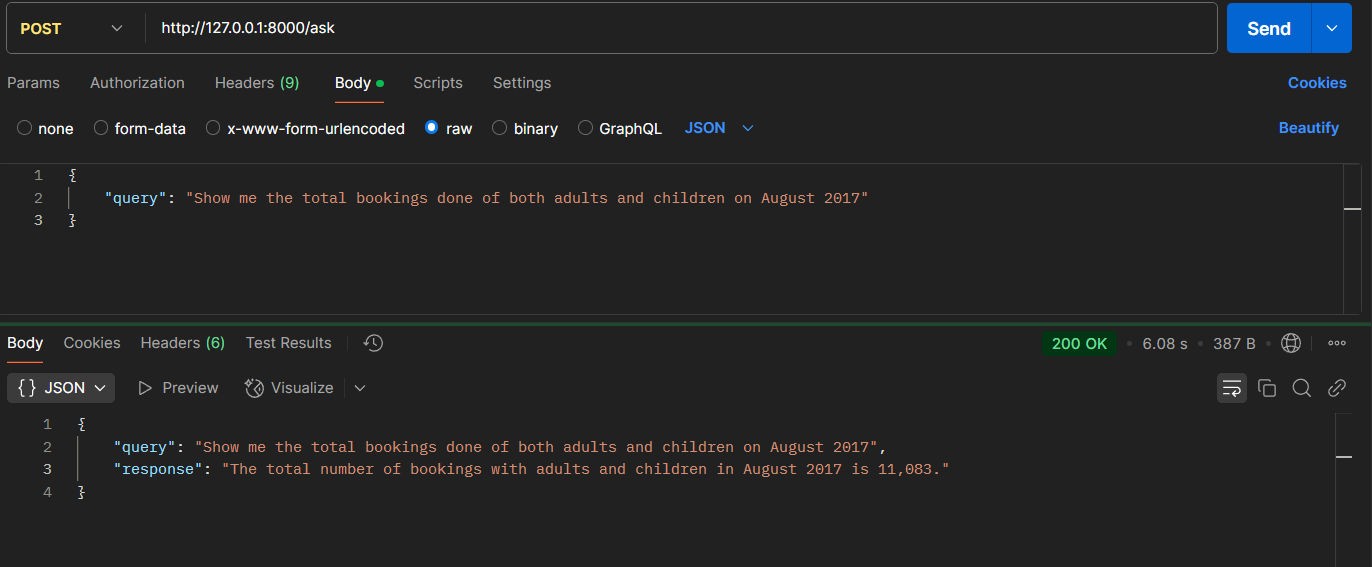 POST http://127.0.0.1:8000/ask Send
Params Authorization Headers (9) Body Scripts Settings Cookies
none form-data x-www-form-urlencoded raw binary GraphQL JSON Beautify
1 {
2 "query": "Show me the total bookings done of both adults and children on August 2017"
3 }
Body Cookies Headers (6) Test Results 200 OK • 6.08 s • 387 B •
{} JSON Preview Visualize
1 {
2 "query": "Show me the total bookings done of both adults and children on August 2017",
3 "response": "The total number of bookings with adults and children in August 2017 is 11,083."
4 }